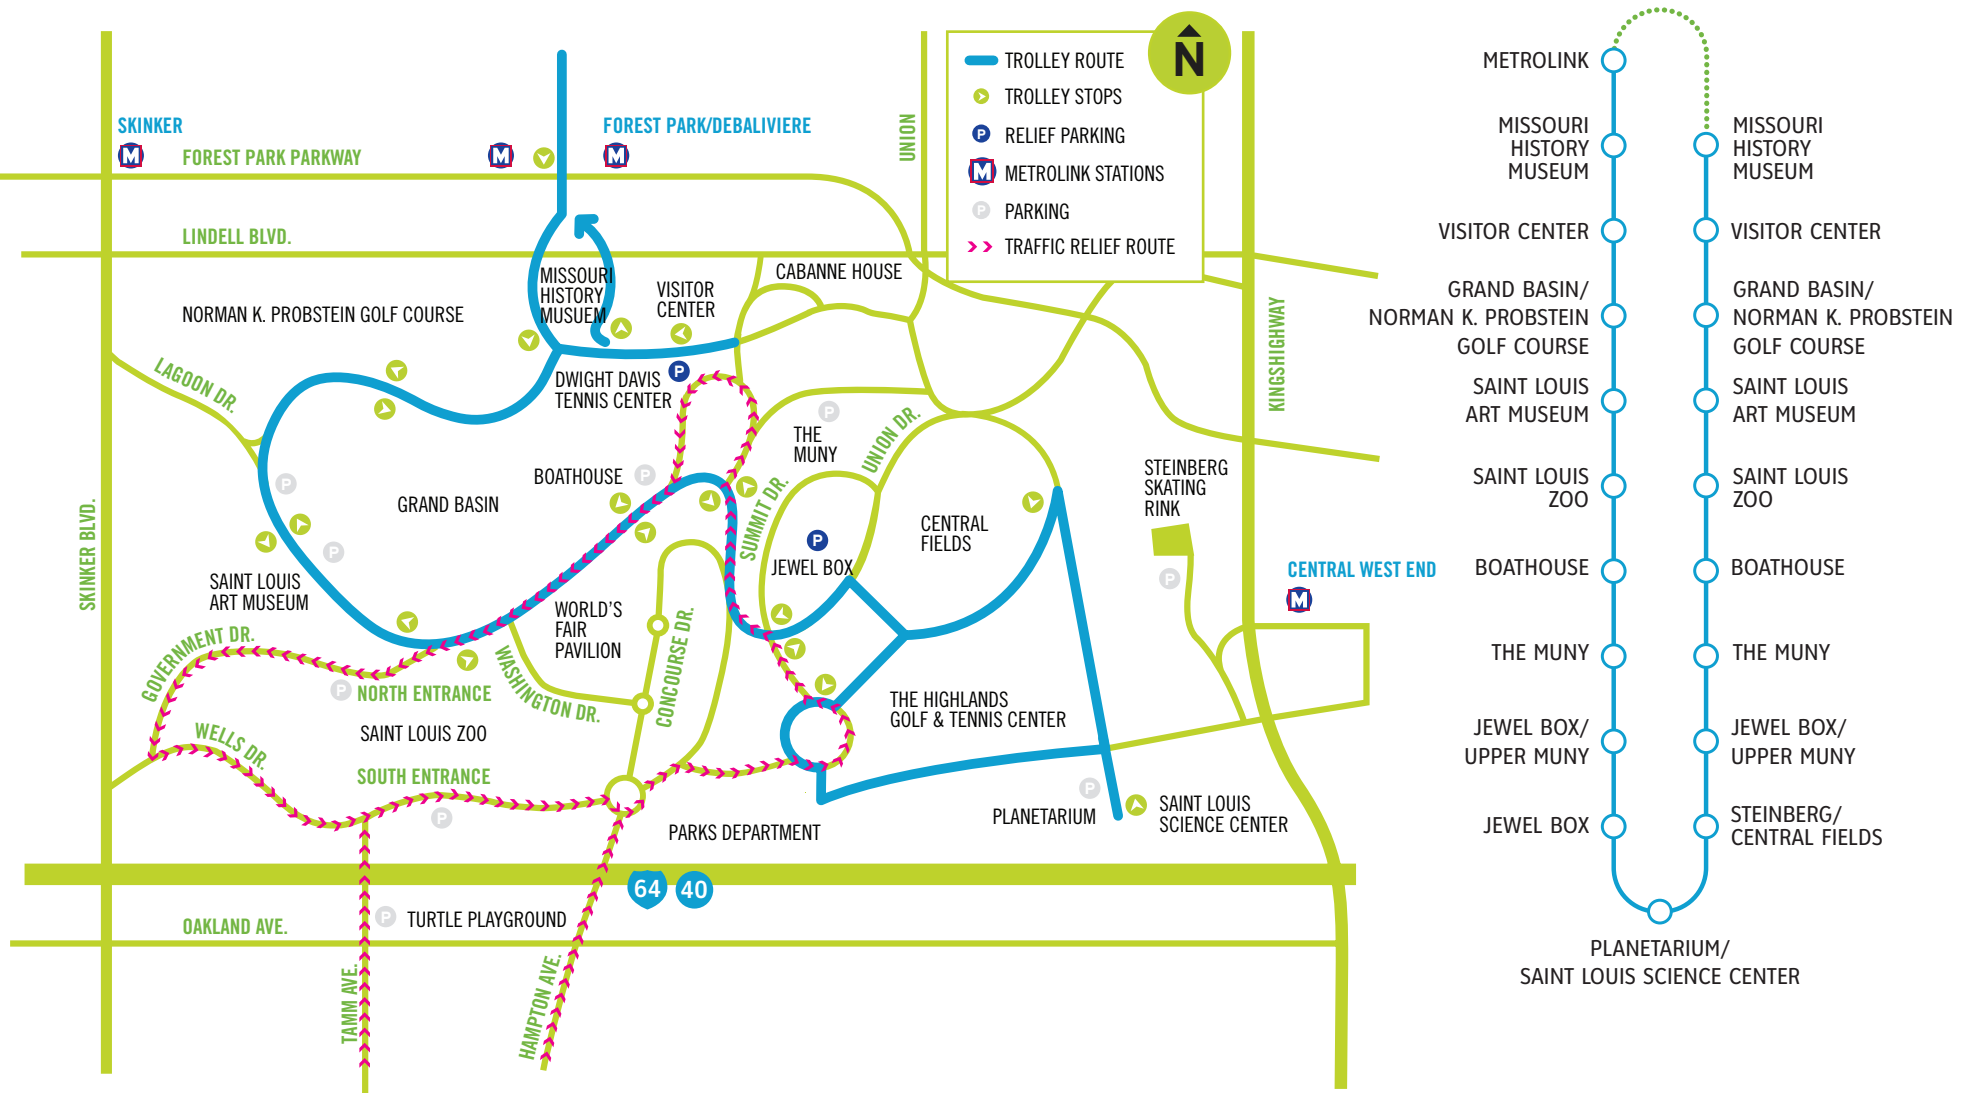 SKINKER
M
FOREST PARK PARKWAY
M
FOREST PARK/DEBALIVIERE
M
UNION
N
TROLLEY ROUTE
TROLLEY STOPS
P
RELIEF PARKING
M
METROLINK STATIONS
P
PARKING
TRAFFIC RELIEF ROUTE
LINDELL BLVD.
MISSOURI
HISTORY
MUSUEM
VISITOR
CENTER
CABANNE HOUSE
NORMAN K. PROBSTEIN GOLF COURSE
KINGSHIGHWAY
LAGOON DR.
DWIGHT DAVIS
TENNIS CENTER
P
P
THE
MUNY
UNION DR.
BOATHOUSE
P
P
GRAND BASIN
SUMMIT DR.
STEINBERG
SKATING
RINK
P
CENTRAL
FIELDS
P
JEWEL BOX
P
SKINKER BLVD.
SAINT LOUIS
ART MUSEUM
WORLD'S
FAIR
PAVILION
CENTRAL WEST END
M
GOVERNMENT DR.
WASHINGTON DR.
CONCOURSE DR.
P
NORTH ENTRANCE
THE HIGHLANDS
GOLF & TENNIS CENTER
WELLS DR.
SAINT LOUIS ZOO
SOUTH ENTRANCE
P
P
PLANETARIUM
SAINT LOUIS
SCIENCE CENTER
PARKS DEPARTMENT
64
40
P
TURTLE PLAYGROUND
OAKLAND AVE.
TAMM AVE.
HAMPTON AVE.
METROLINK
MISSOURI
HISTORY
MUSEUM
VISITOR CENTER
GRAND BASIN/
NORMAN K. PROBSTEIN
GOLF COURSE
SAINT LOUIS
ART MUSEUM
SAINT LOUIS
ZOO
BOATHOUSE
THE MUNY
JEWEL BOX/
UPPER MUNY
JEWEL BOX
MISSOURI
HISTORY
MUSEUM
VISITOR CENTER
GRAND BASIN/
NORMAN K. PROBSTEIN
GOLF COURSE
SAINT LOUIS
ART MUSEUM
SAINT LOUIS
ZOO
BOATHOUSE
THE MUNY
JEWEL BOX/
UPPER MUNY
STEINBERG/
CENTRAL FIELDS
PLANETARIUM/
SAINT LOUIS SCIENCE CENTER